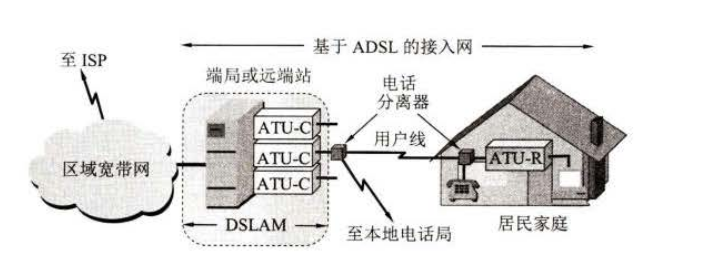 基于 ADSL 的接入网
至 ISP
端局或远端站
电话
分离器
ATU-C
用户线
区域宽带网
ATU-C
ATU-R
ATU-C
DSLAM
至本地电话局
居民家庭